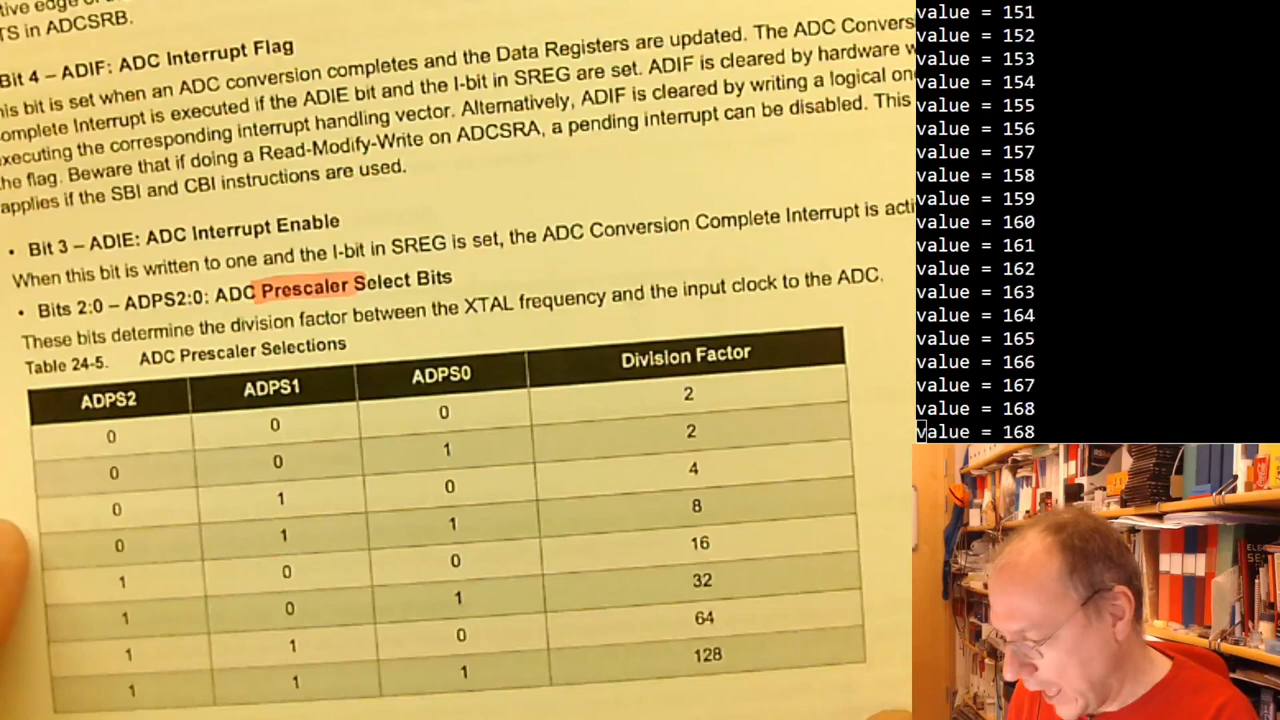 tive edge of
TS in ADCSRB.
Bit 4 – ADIF: ADC Interrupt Flag
his bit is set when an ADC conversion completes and the Data Registers are updated. The ADC Convers
omplete Interrupt is executed if the ADIE bit and the I-bit in SREG are set. ADIF is cleared by hardware w
xecuting the corresponding interrupt handling vector. Alternatively, ADIF is cleared by writing a logical on
he flag. Beware that if doing a Read-Modify-Write on ADCSRA, a pending interrupt can be disabled. This
applies if the SBI and CBI instructions are used.
• Bit 3 – ADIE: ADC Interrupt Enable
When this bit is written to one and the I-bit in SREG is set, the ADC Conversion Complete Interrupt is acti
• Bits 2:0 – ADPS2:0: ADC Prescaler Select Bits
These bits determine the division factor between the XTAL frequency and the input clock to the ADC.
Table 24-5. ADC Prescaler Selections
ADPS2 ADPS1 ADPS0 Division Factor
0 0 0 2
0 0 1 2
0 1 0 4
0 1 1 8
1 0 0 16
1 0 1 32
1 1 0 64
1 1 1 128
value = 151
value = 152
value = 153
value = 154
value = 155
value = 156
value = 157
value = 158
value = 159
value = 160
value = 161
value = 162
value = 163
value = 164
value = 165
value = 166
value = 167
value = 168
value = 168